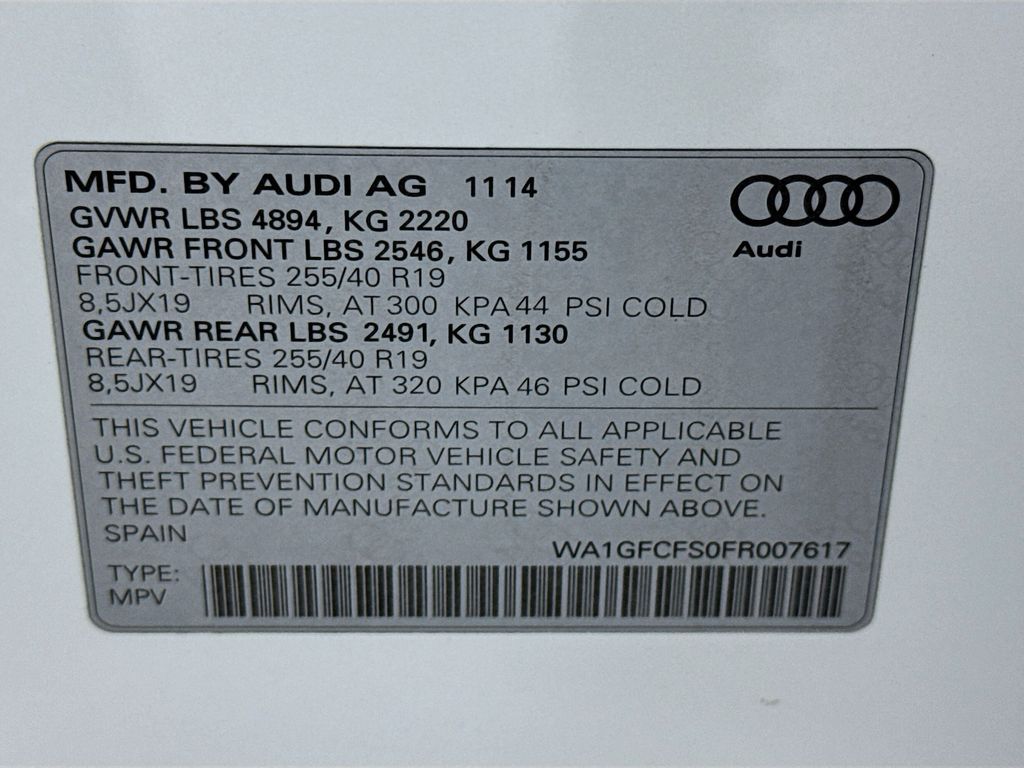 MFD. BY AUDI AG 11 14
GVWR LBS 4894, KG 2220
GAWR FRONT LBS 2546, KG 1155
FRONT-TIRES 255/40 R19
8,5JX19 RIMS, AT 300 KPA 44 PSI COLD
GAWR REAR LBS 2491, KG 1130
REAR-TIRES 255/40 R19
8,5JX19 RIMS, AT 320 KPA 46 PSI COLD
Audi
THIS VEHICLE CONFORMS TO ALL APPLICABLE
U.S. FEDERAL MOTOR VEHICLE SAFETY AND
THEFT PREVENTION STANDARDS IN EFFECT ON
THE DATE OF MANUFACTURE SHOWN ABOVE.
SPAIN
WA1GFCFS0FR007617
TYPE:
MPV